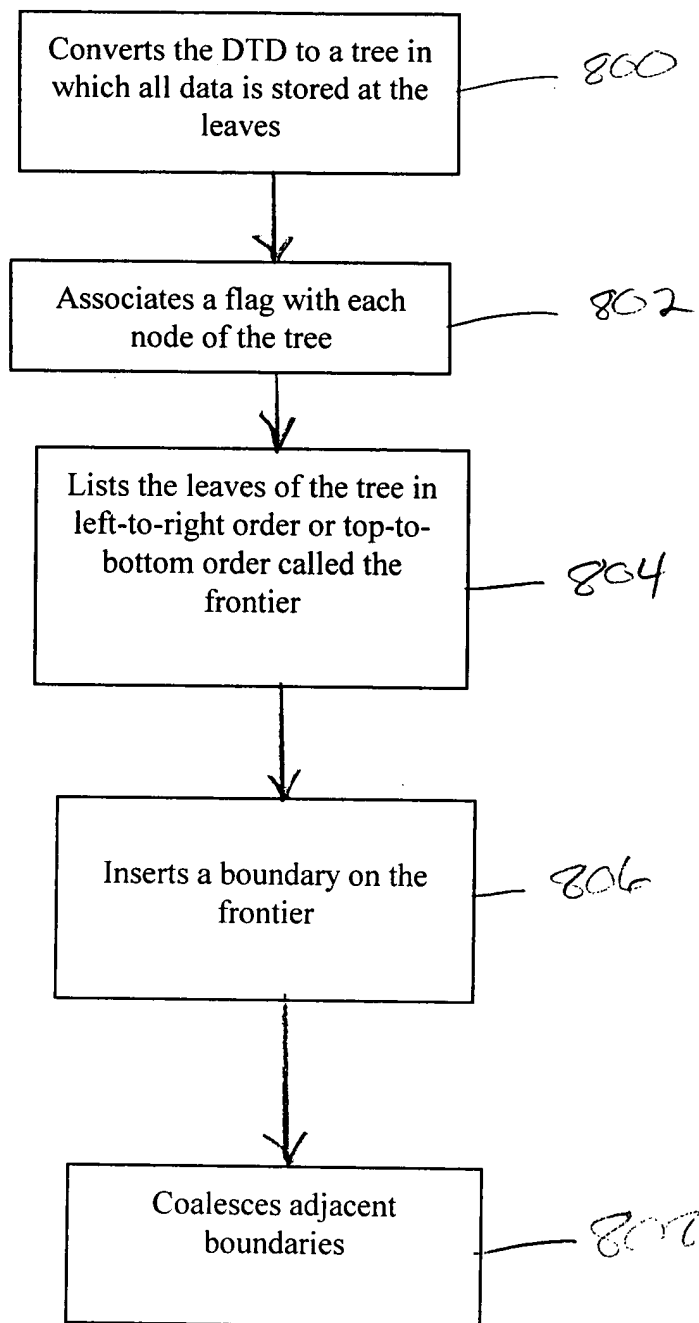 Converts the DTD to a tree in
which all data is stored at the
leaves
800
Associates a flag with each
node of the tree
802
Lists the leaves of the tree in
left-to-right order or top-to-
bottom order called the
frontier
804
Inserts a boundary on the
frontier
806
Coalesces adjacent
boundaries